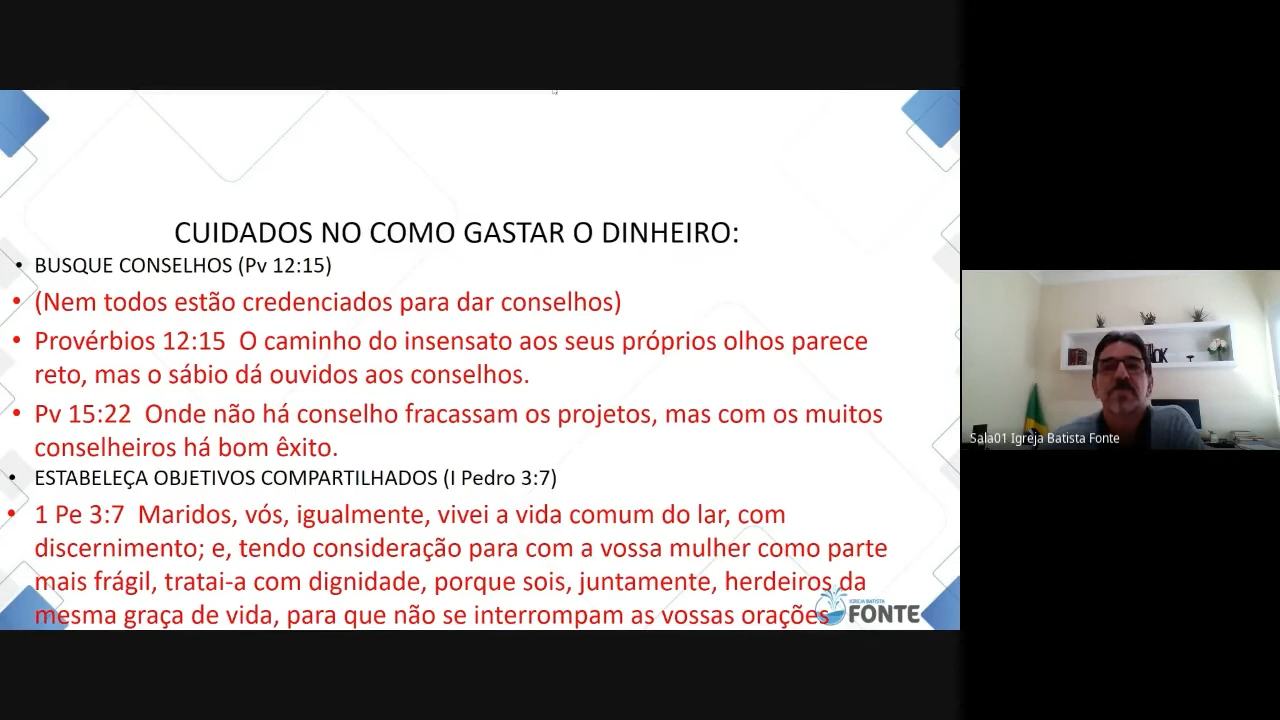 CUIDADOS NO COMO GASTAR O DINHEIRO:
• BUSQUE CONSELHOS (Pv 12:15)
• (Nem todos estão credenciados para dar conselhos)
• Provérbios 12:15 O caminho do insensato aos seus próprios olhos parece
reto, mas o sábio dá ouvidos aos conselhos.
• Pv 15:22 Onde não há conselho fracassam os projetos, mas com os muitos
conselheiros há bom êxito.
• ESTABELEÇA OBJETIVOS COMPARTILHADOS (I Pedro 3:7)
• 1 Pe 3:7 Maridos, vós, igualmente, vivei a vida comum do lar, com
discernimento; e, tendo consideração para com a vossa mulher como parte
mais frágil, tratai-a com dignidade, porque sois, juntamente, herdeiros da
mesma graça de vida, para que não se interrompam as vossas orações
IGREJA BATISTA
FONTE
Sala01 Igreja Batista Fonte